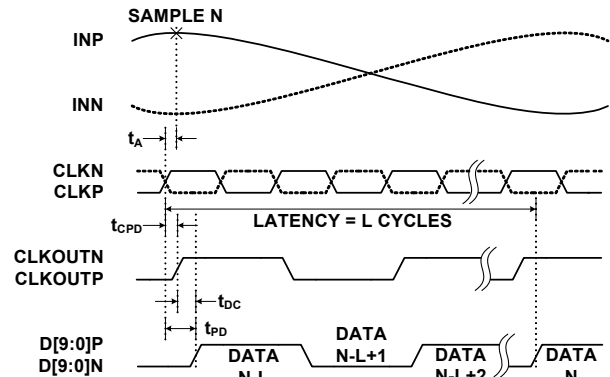 SAMPLE N
INP
INN
tA
CLKN
CLKP
LATENCY = L CYCLES
tCPD
CLKOUTN
CLKOUTP
tDC
tPD
D[9:0]P
D[9:0]N
DATA
N-L
DATA
N-L+1
DATA
N-L+2
DATA
N